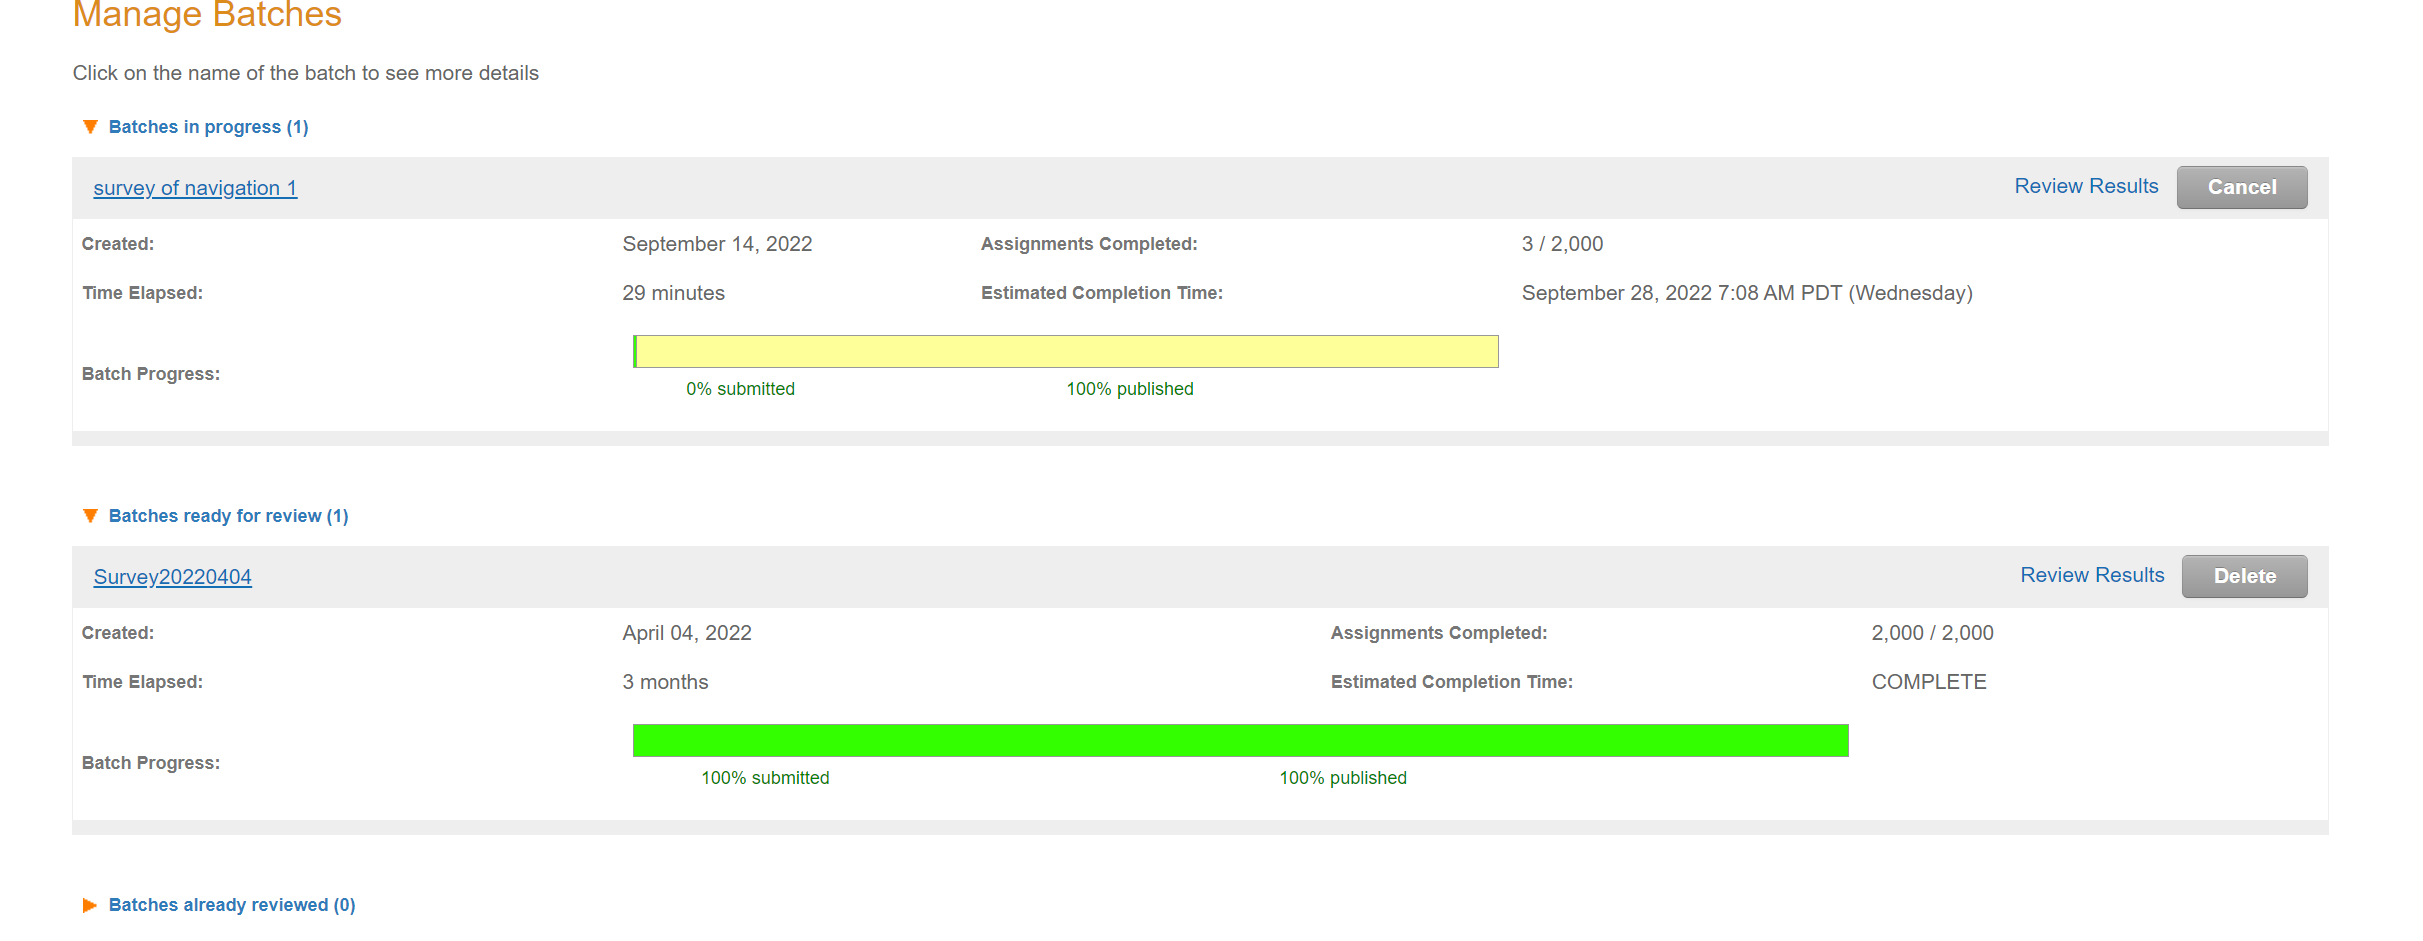 Manage Batches
Click on the name of the batch to see more details
Batches in progress (1)
survey of navigation 1 Review Results Cancel
Created: September 14, 2022 Assignments Completed: 3 / 2,000
Time Elapsed: 29 minutes Estimated Completion Time: September 28, 2022 7:08 AM PDT (Wednesday)
Batch Progress:
0% submitted 100% published
Batches ready for review (1)
Survey20220404 Review Results Delete
Created: April 04, 2022 Assignments Completed: 2,000 / 2,000
Time Elapsed: 3 months Estimated Completion Time: COMPLETE
Batch Progress:
100% submitted 100% published
Batches already reviewed (0)